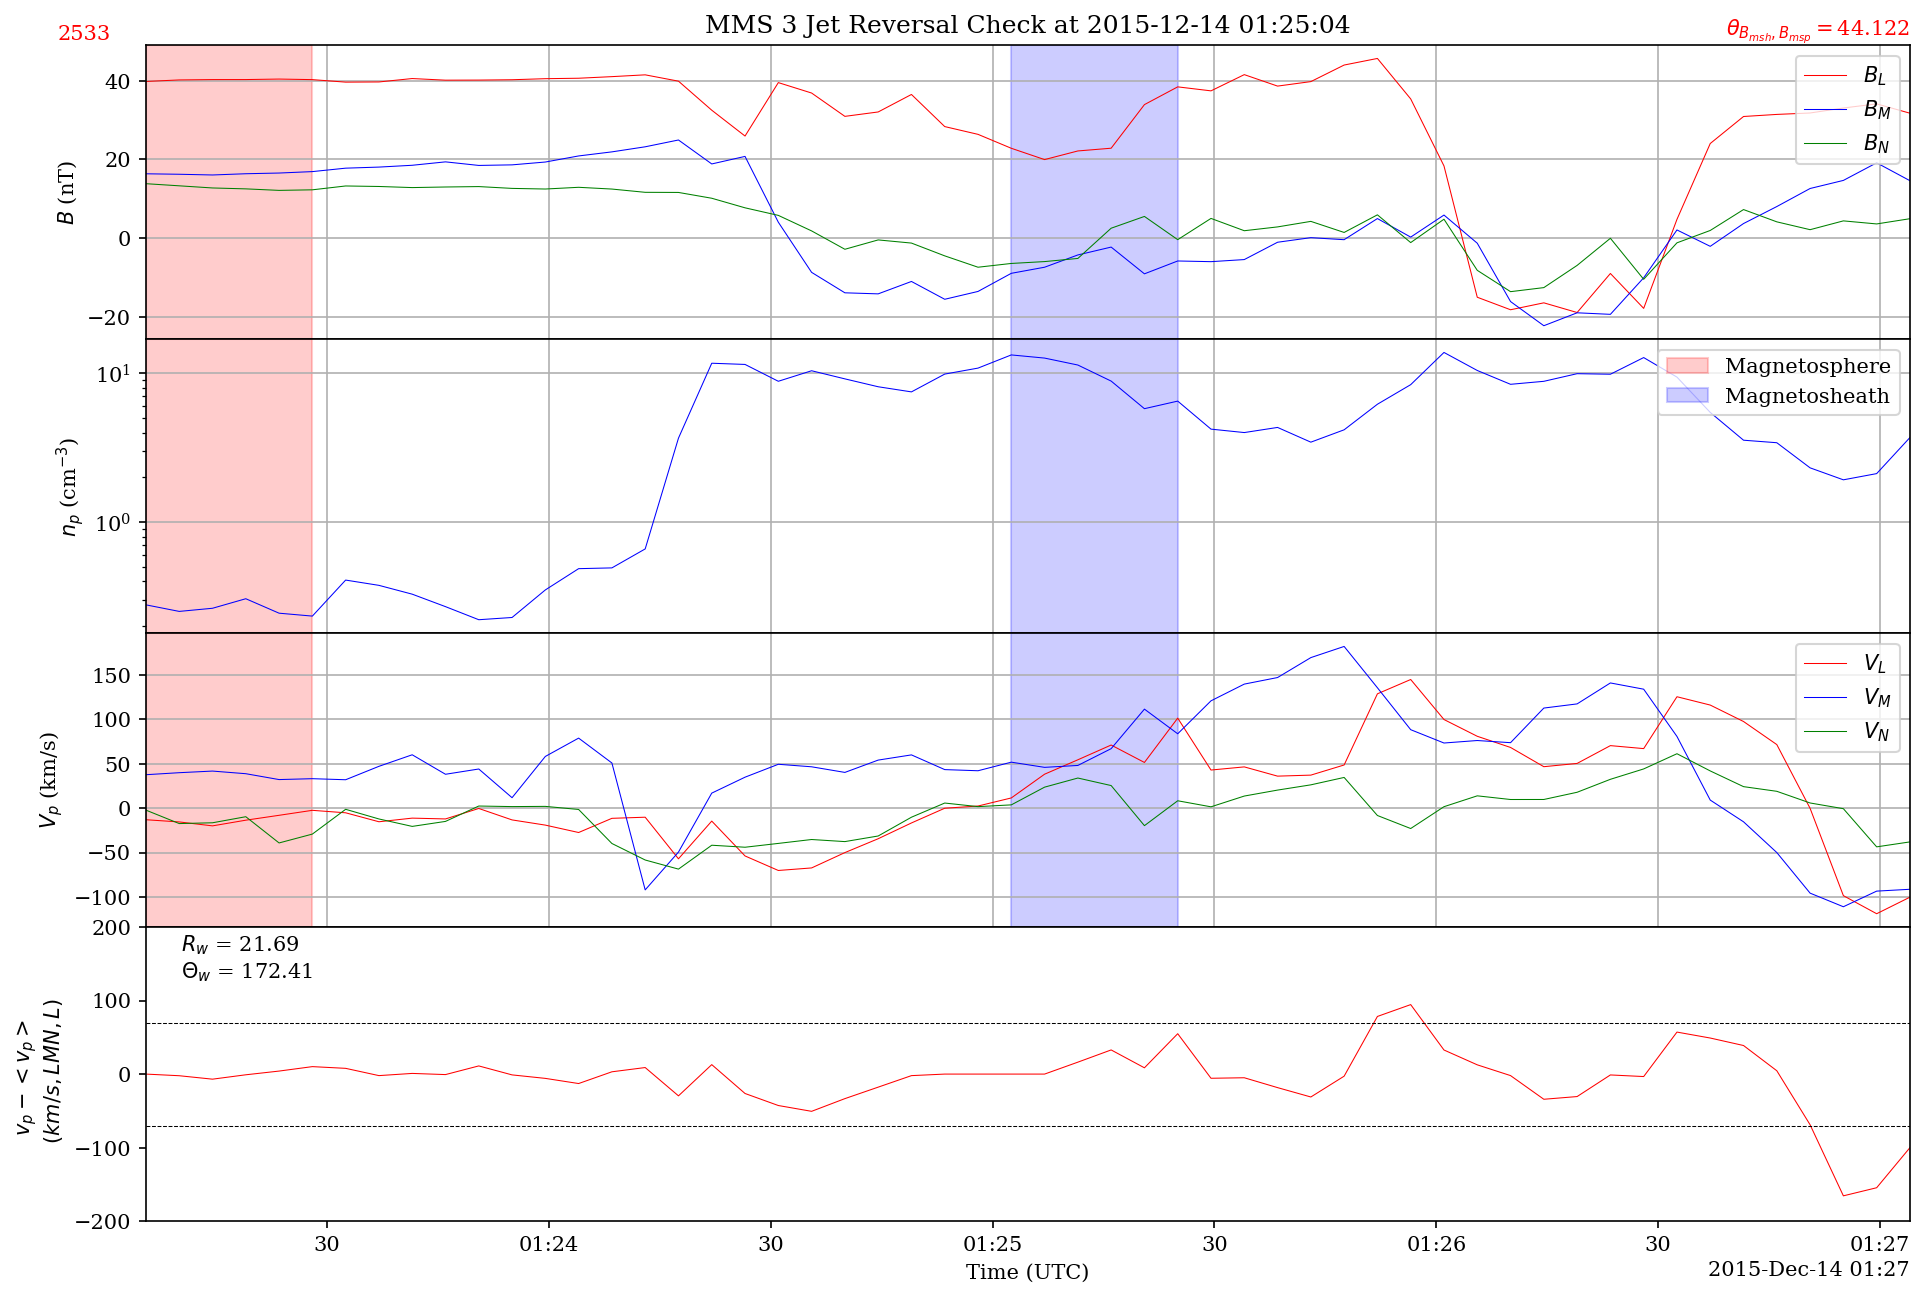 2533
MMS 3 Jet Reversal Check at 2015-12-14 01:25:04
θ_{B_{msh}, B_{msp}} = 44.122
B (nT)
40
20
0
−20
B_L
B_M
B_N
n_p (cm^{−3})
10^1
10^0
Magnetosphere
Magnetosheath
V_p (km/s)
150
100
50
0
−50
−100
V_L
V_M
V_N
v_p − < v_p >
(km/s, LMN, L)
200
100
0
−100
−200
R_w = 21.69
Θ_w = 172.41
30
01:24
30
01:25
30
01:26
30
01:27
Time (UTC)
2015-Dec-14 01:27